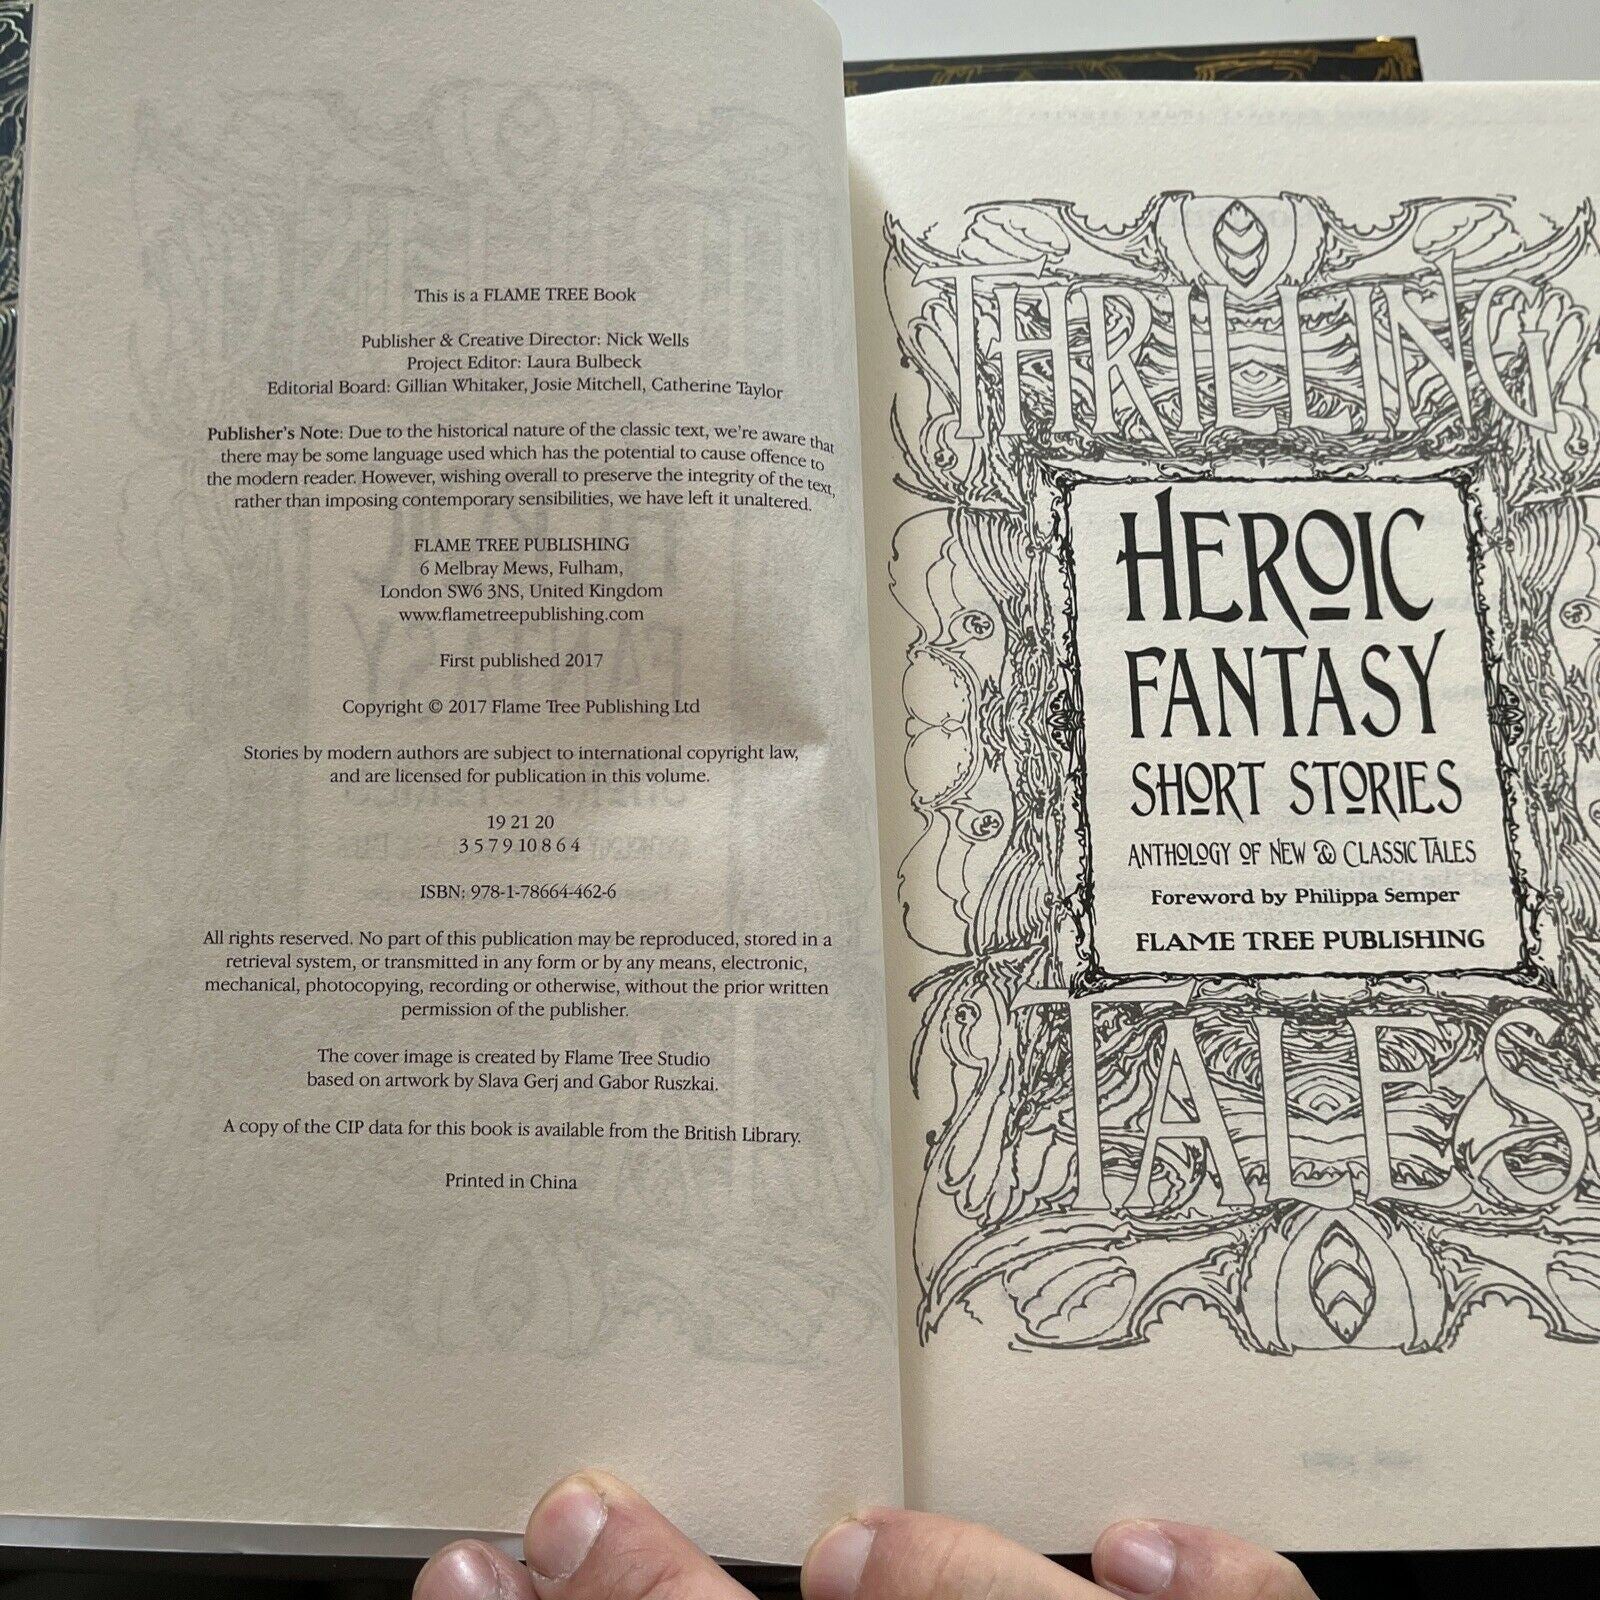 This is a FLAME TREE Book
Publisher & Creative Director: Nick Wells
Project Editor: Laura Bulbeck
Editorial Board: Gillian Whitaker, Josie Mitchell, Catherine Taylor
Publisher's Note: Due to the historical nature of the classic text, we're aware that
there may be some language used which has the potential to cause offence to
the modern reader. However, wishing overall to preserve the integrity of the text,
rather than imposing contemporary sensibilities, we have left it unaltered.
FLAME TREE PUBLISHING
6 Melbray Mews, Fulham,
London SW6 3NS, United Kingdom
www.flametreepublishing.com
First published 2017
Copyright © 2017 Flame Tree Publishing Ltd
Stories by modern authors are subject to international copyright law,
and are licensed for publication in this volume.
19 21 20
3 5 7 9 10 8 6 4
ISBN: 978-1-78664-462-6
All rights reserved. No part of this publication may be reproduced, stored in a
retrieval system, or transmitted in any form or by any means, electronic,
mechanical, photocopying, recording or otherwise, without the prior written
permission of the publisher.
The cover image is created by Flame Tree Studio
based on artwork by Slava Gerj and Gabor Ruszkai.
A copy of the CIP data for this book is available from the British Library.
Printed in China
THRILLING
HEROIC
FANTASY
SHORT STORIES
ANTHOLOGY OF NEW & CLASSIC TALES
Foreword by Philippa Semper
FLAME TREE PUBLISHING
TALES